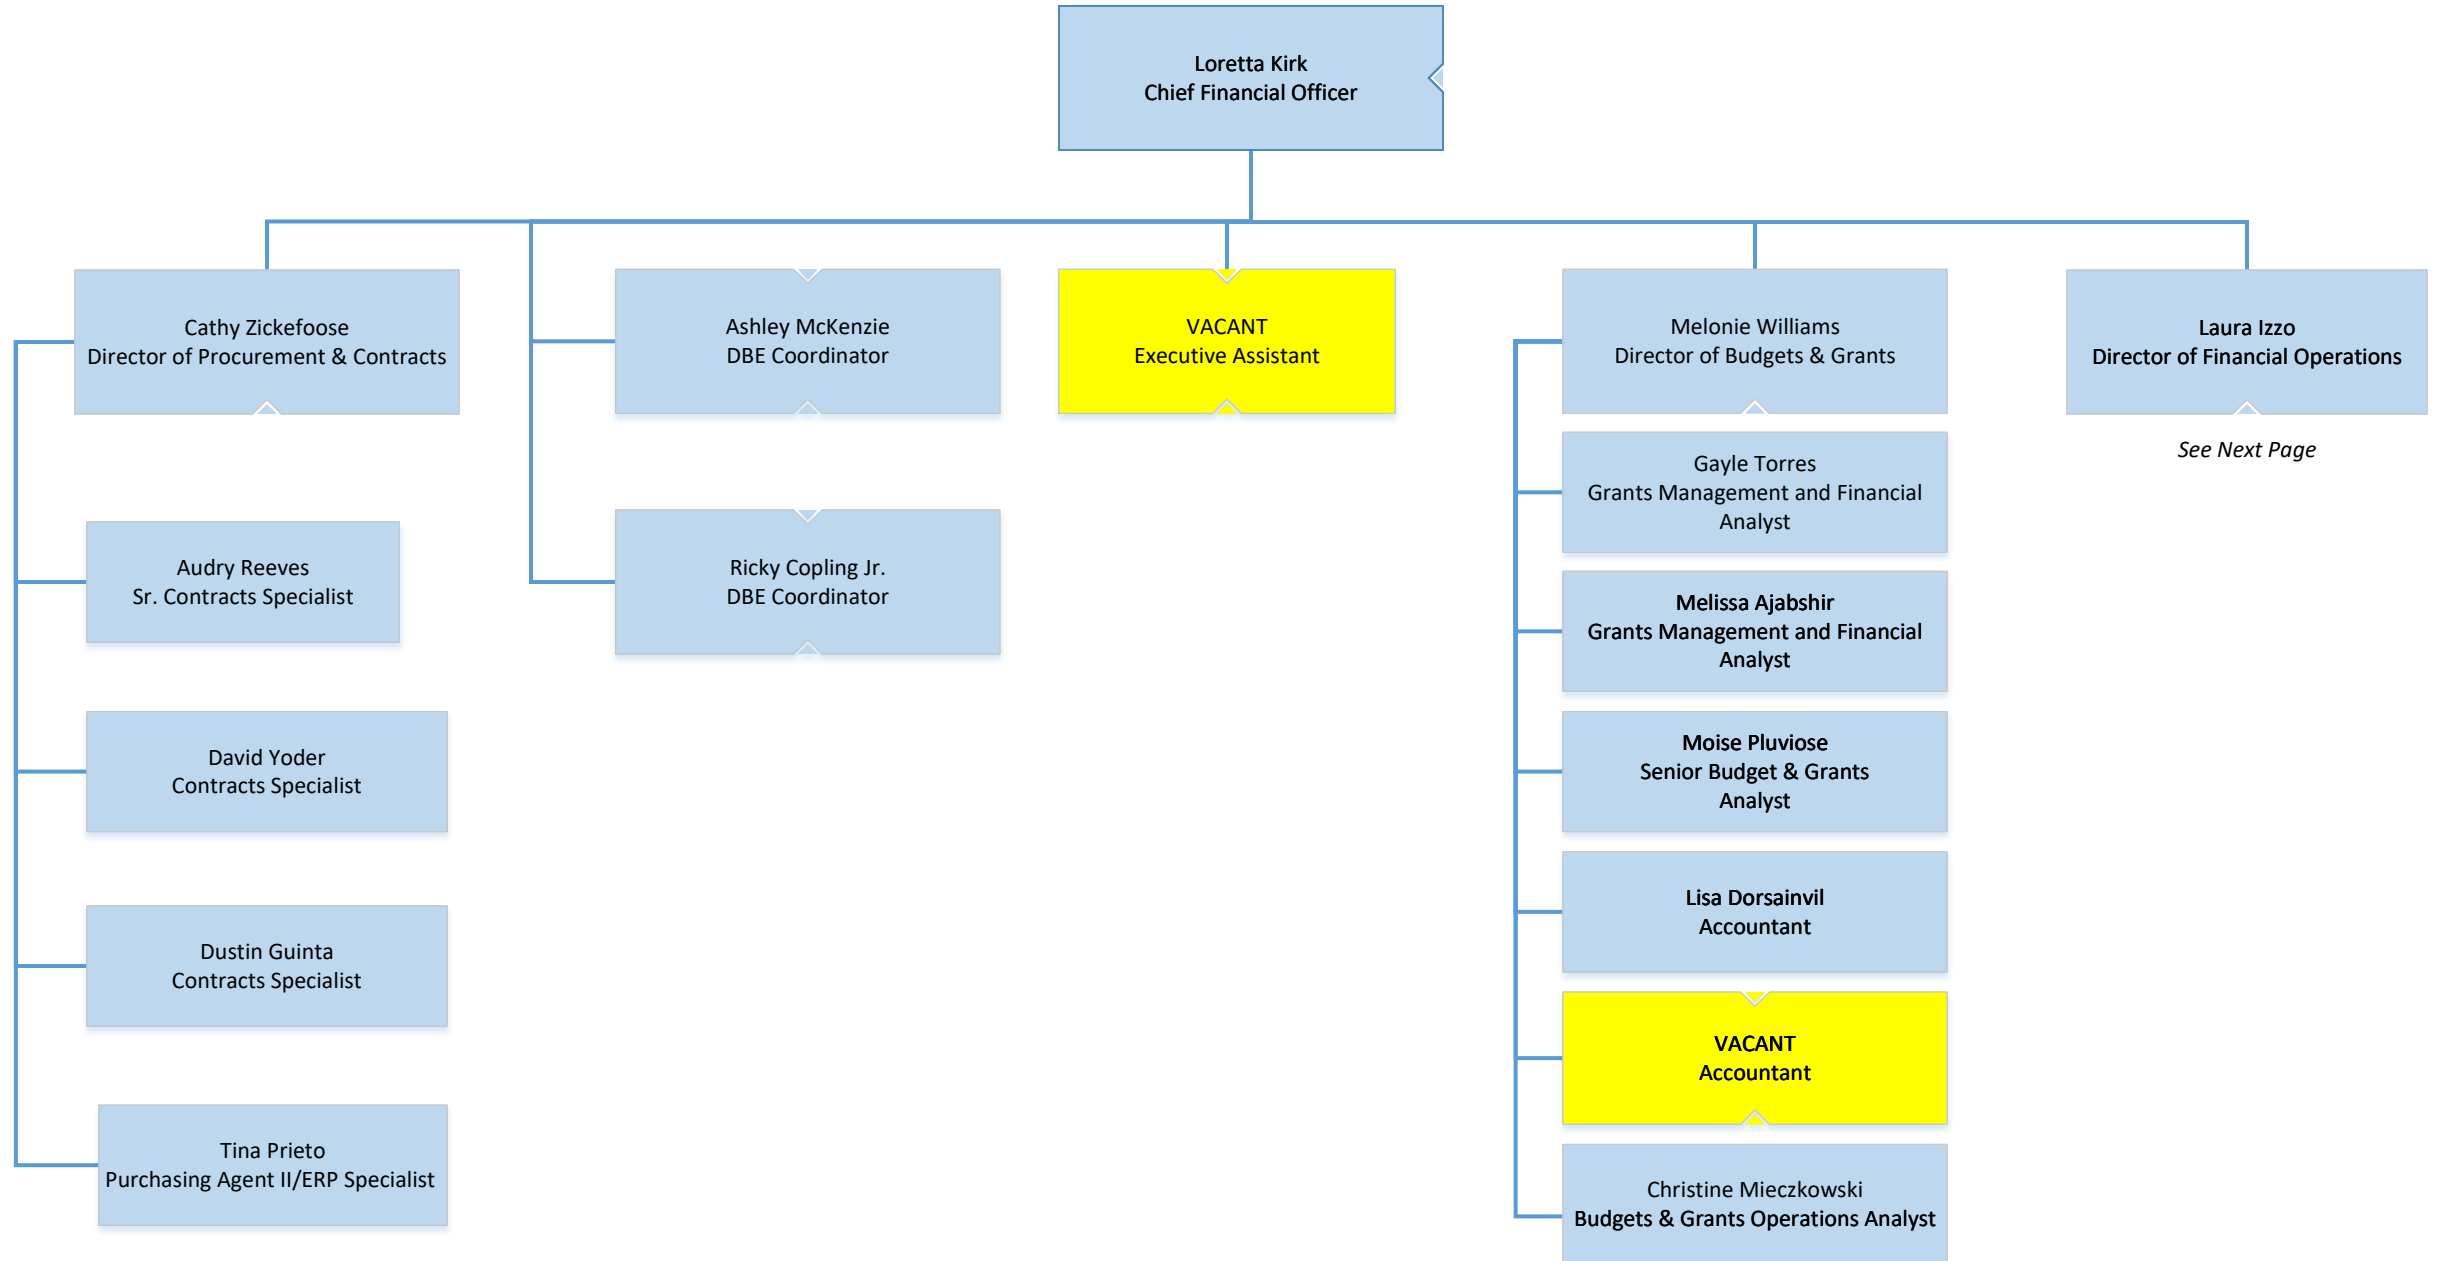 Loretta Kirk
Chief Financial Officer
Cathy Zickefoose
Director of Procurement & Contracts
Audry Reeves
Sr. Contracts Specialist
David Yoder
Contracts Specialist
Dustin Guinta
Contracts Specialist
Tina Prieto
Purchasing Agent II/ERP Specialist
Ashley McKenzie
DBE Coordinator
Ricky Copling Jr.
DBE Coordinator
VACANT
Executive Assistant
Melonie Williams
Director of Budgets & Grants
Gayle Torres
Grants Management and Financial
Analyst
Melissa Ajabshir
Grants Management and Financial
Analyst
Moise Pluviose
Senior Budget & Grants
Analyst
Lisa Dorsainvil
Accountant
VACANT
Accountant
Christine Mieczkowski
Budgets & Grants Operations Analyst
Laura Izzo
Director of Financial Operations
See Next Page